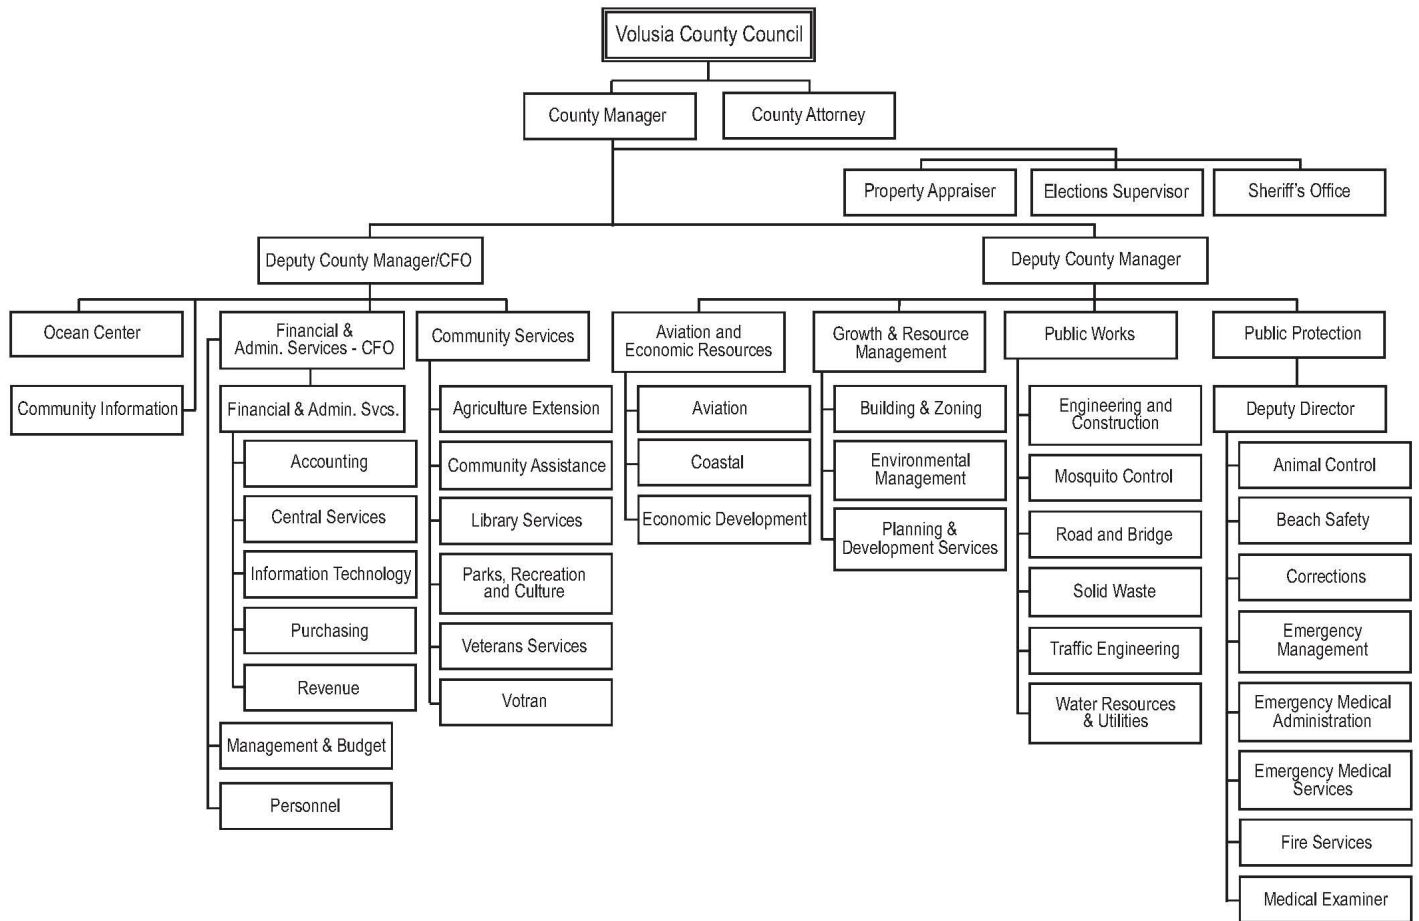 Volusia County Council
County Manager
County Attorney
Property Appraiser
Elections Supervisor
Sheriff's Office
Deputy County Manager/CFO
Deputy County Manager
Ocean Center
Community Information
Financial &
Admin. Services - CFO
Financial & Admin. Svcs.
Accounting
Central Services
Information Technology
Purchasing
Revenue
Management & Budget
Personnel
Community Services
Agriculture Extension
Community Assistance
Library Services
Parks, Recreation
and Culture
Veterans Services
Votran
Aviation and
Economic Resources
Aviation
Coastal
Economic Development
Growth & Resource
Management
Building & Zoning
Environmental
Management
Planning &
Development Services
Public Works
Engineering and
Construction
Mosquito Control
Road and Bridge
Solid Waste
Traffic Engineering
Water Resources
& Utilities
Public Protection
Deputy Director
Animal Control
Beach Safety
Corrections
Emergency
Management
Emergency Medical
Administration
Emergency Medical
Services
Fire Services
Medical Examiner